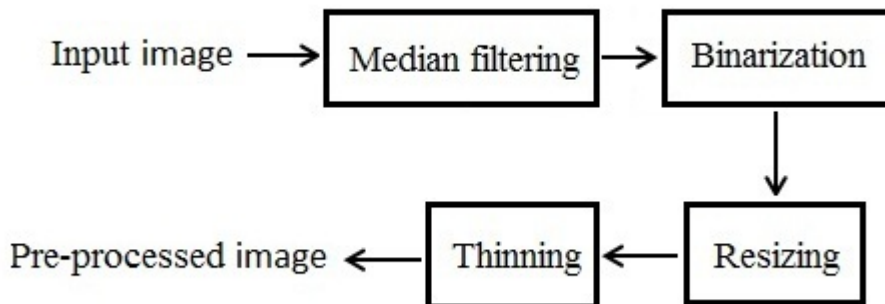 Input image
Median filtering
Binarization
Resizing
Thinning
Pre-processed image